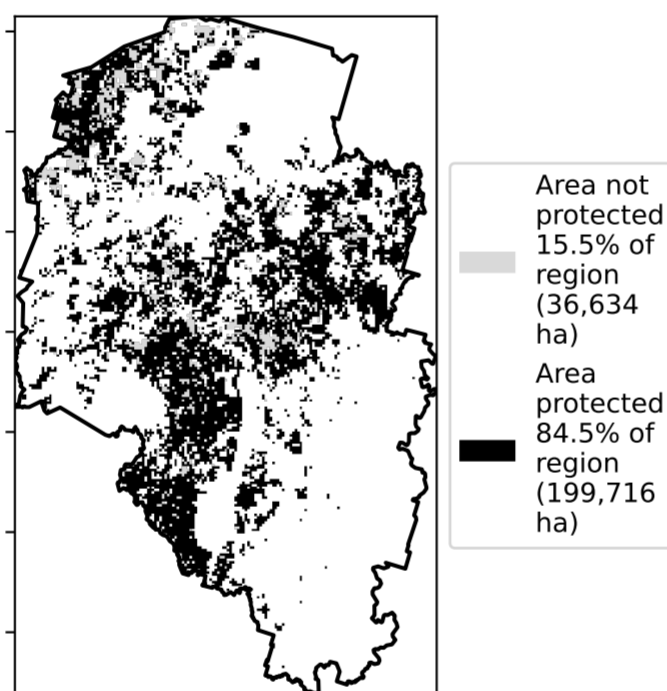 Area not
protected
15.5% of
region
(36,634
ha)
Area
protected
84.5% of
region
(199,716
ha)